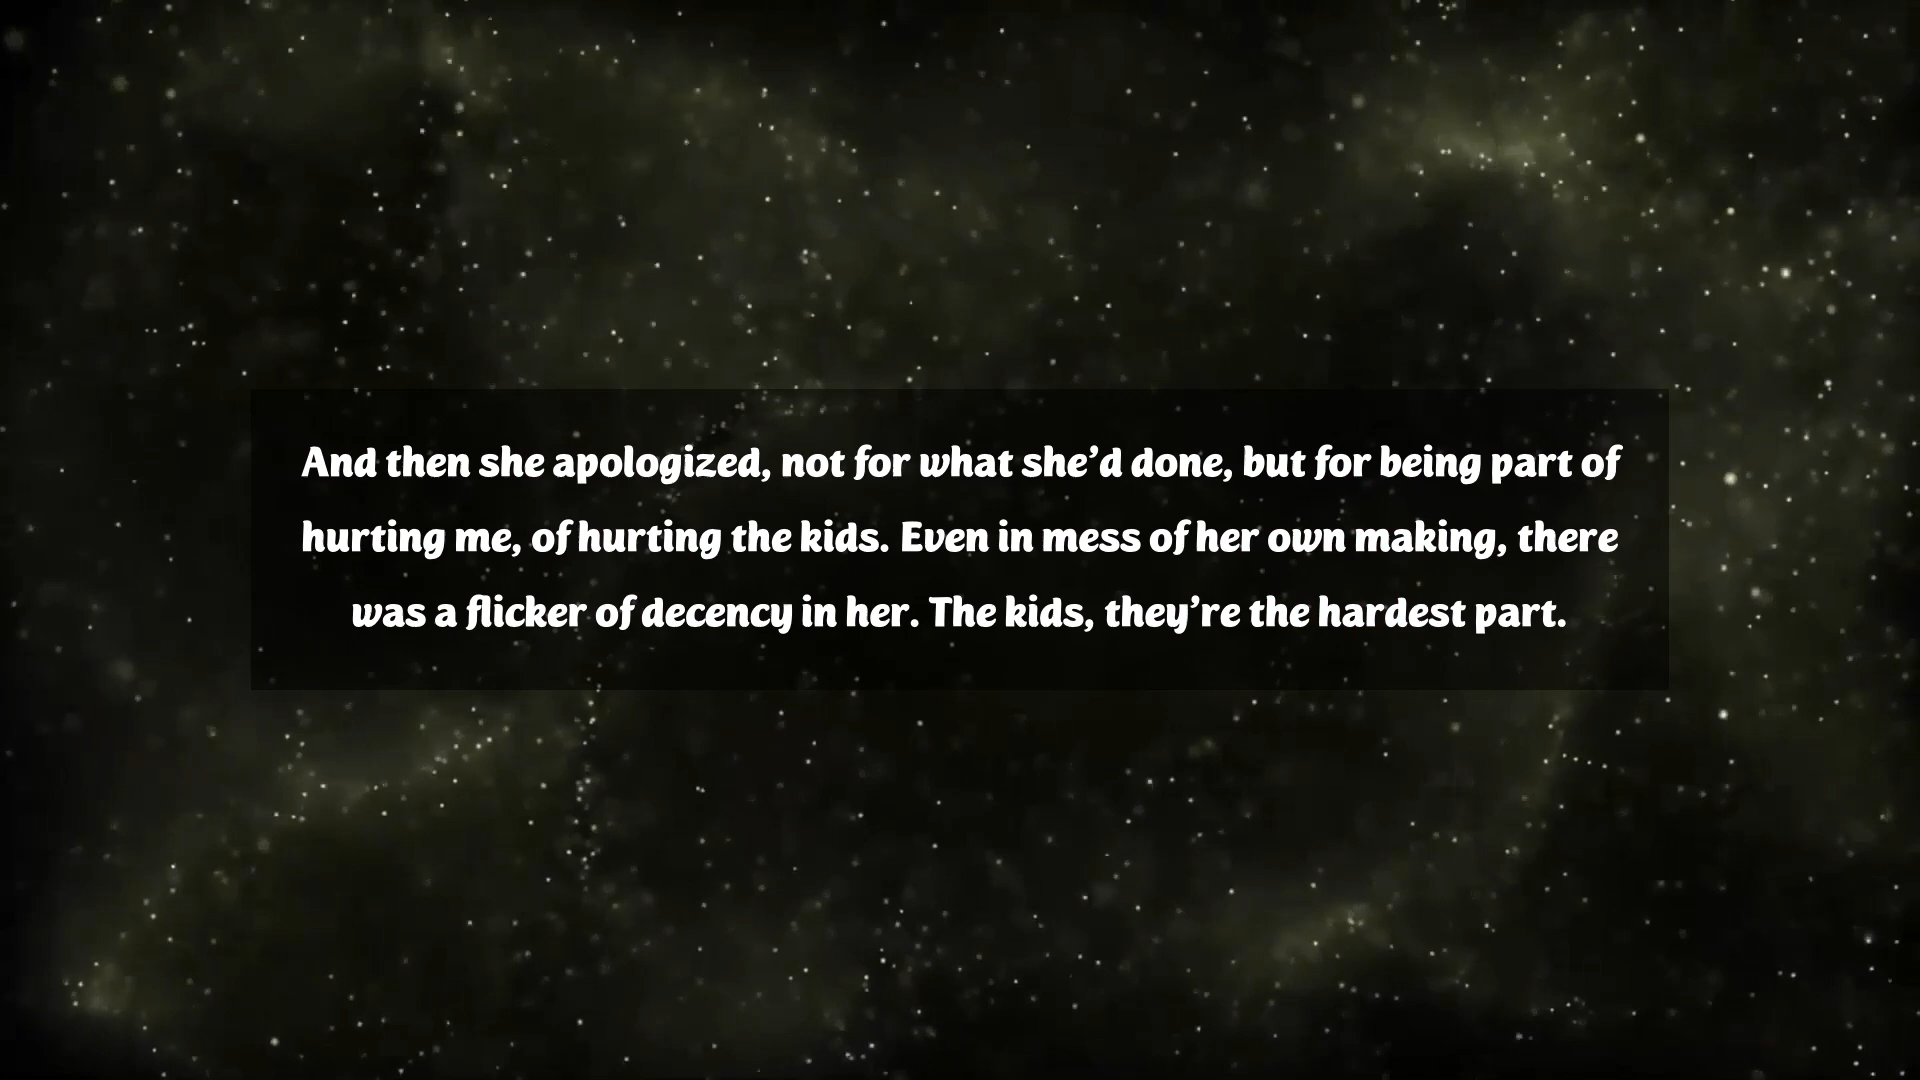 And then she apologized, not for what she’d done, but for being part of
hurting me, of hurting the kids. Even in mess of her own making, there
was a flicker of decency in her. The kids, they’re the hardest part.